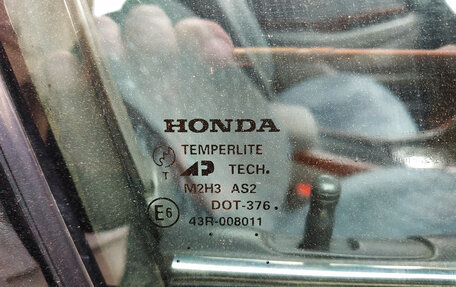 HONDA
TEMPERLITE
T AP TECH.
M2H3 AS2
E6 DOT-376.
43R-008011